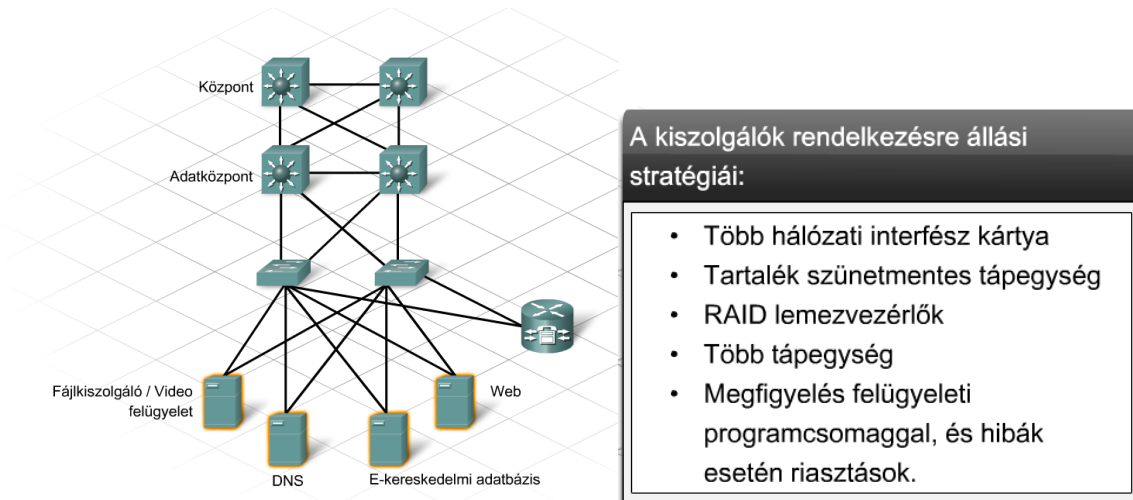 Központ
Adatközpont
Fájlkiszolgáló / Video
felügyelet
DNS
E-kereskedelmi adatbázis
Web
A kiszolgálók rendelkezésre állási
stratégiái:
• Több hálózati interfész kártya
• Tartalék szünetmentes tápegység
• RAID lemezvezérlők
• Több tápegység
• Megfigyelés felügyeleti
programcsomaggal, és hibák
esetén riasztások.